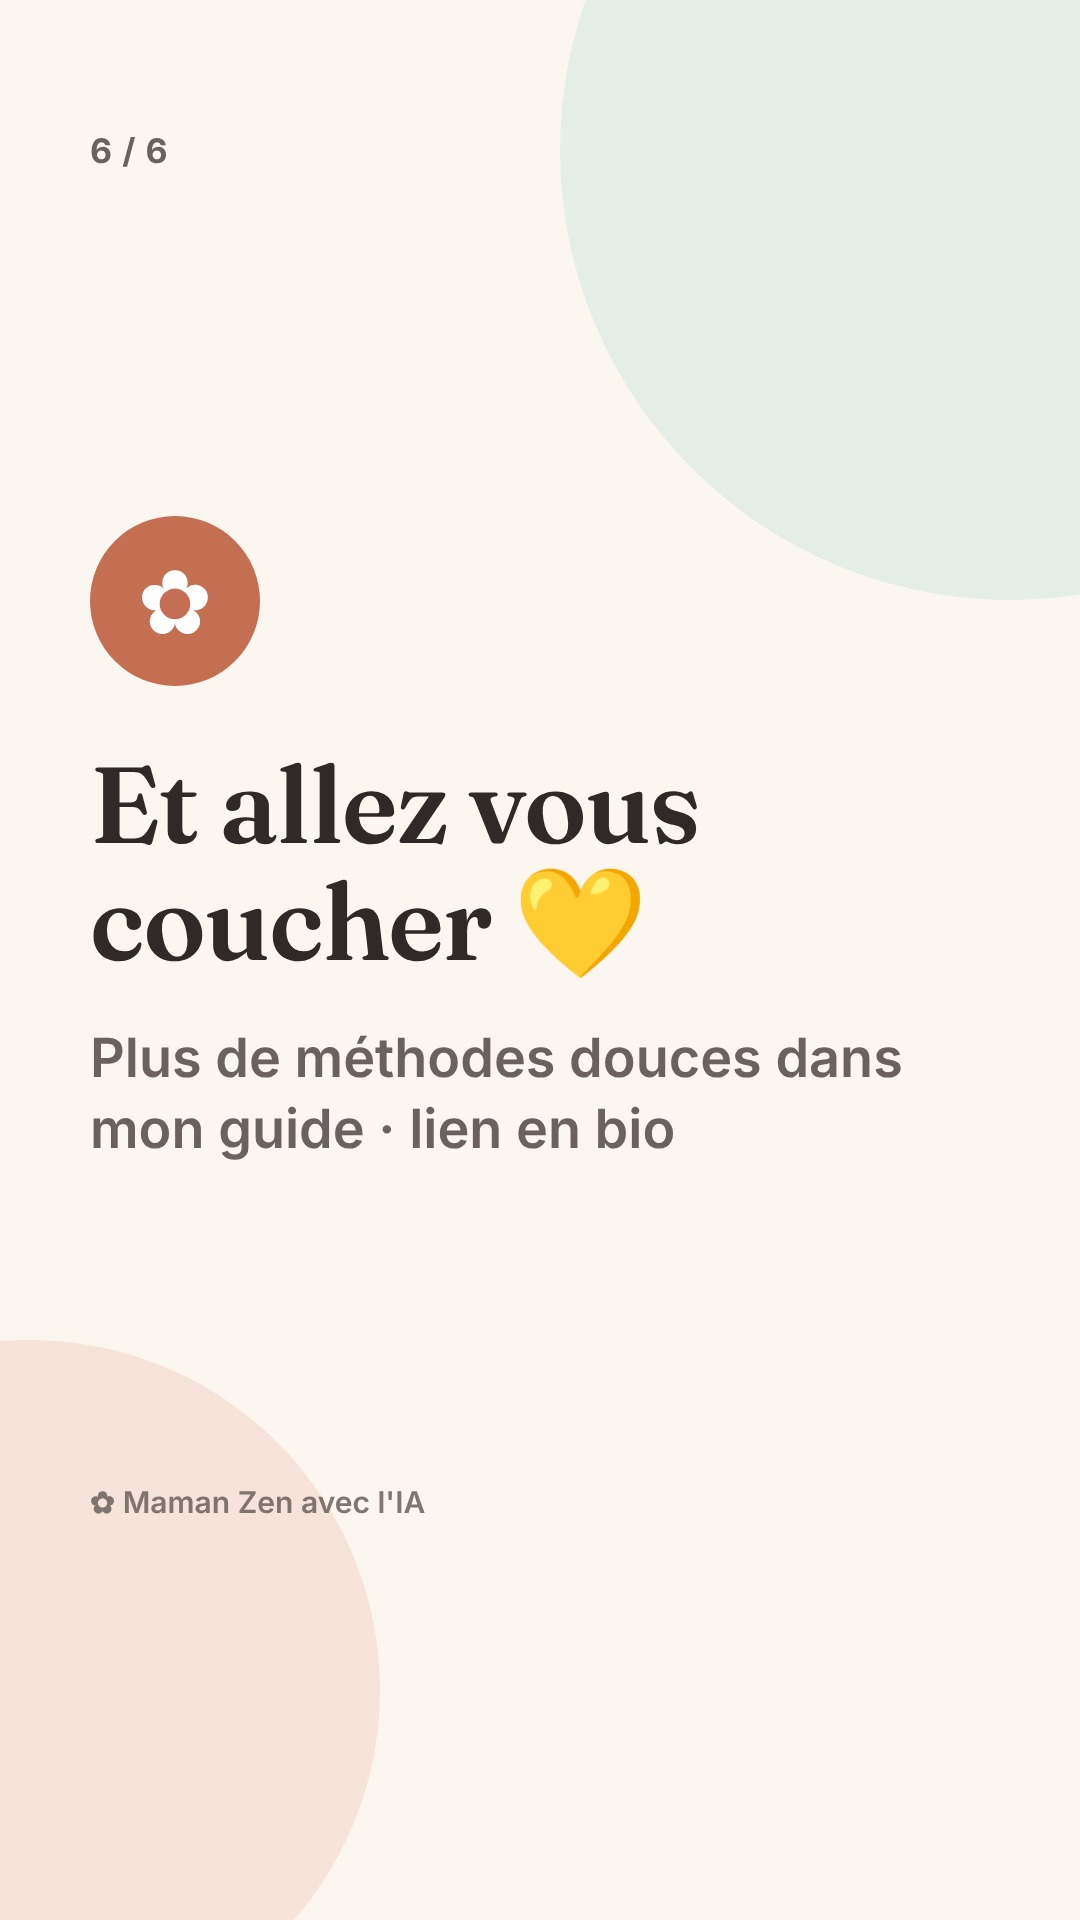 6 / 6
Et allez vous
coucher 💛
Plus de méthodes douces dans
mon guide · lien en bio
✿ Maman Zen avec l'IA